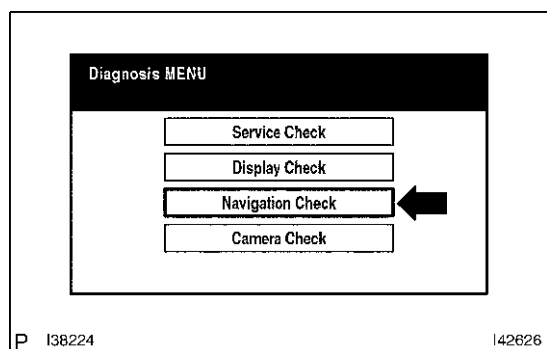 Diagnosis MENU
Service Check
Display Check
Navigation Check
Camera Check
P I38224 I42626